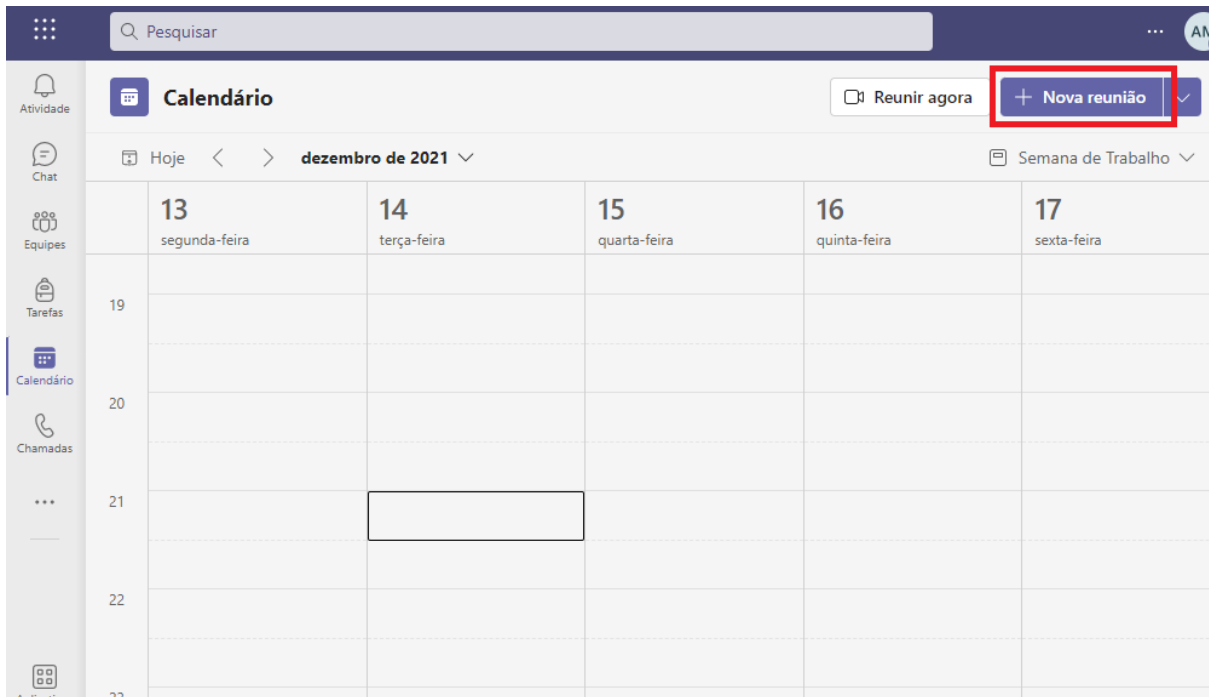 Pesquisar
AM
Atividade
Calendário
Reunir agora
+ Nova reunião
Chat
Hoje
dezembro de 2021
Semana de Trabalho
13
14
15
16
17
segunda-feira
terça-feira
quarta-feira
quinta-feira
sexta-feira
Equipes
Tarefas
19
Calendário
20
Chamadas
21
22